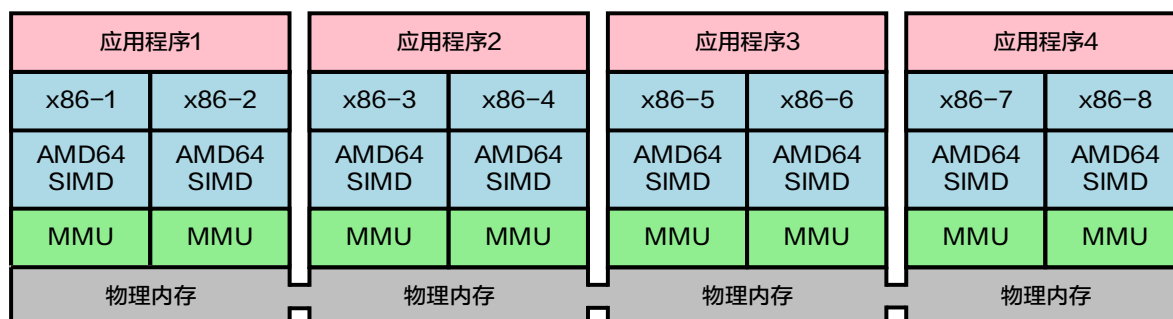 应用程序1 应用程序2 应用程序3 应用程序4
x86-1 x86-2 x86-3 x86-4 x86-5 x86-6 x86-7 x86-8
AMD64 AMD64 AMD64 AMD64 AMD64 AMD64 AMD64 AMD64
SIMD SIMD SIMD SIMD SIMD SIMD SIMD SIMD
MMU MMU MMU MMU MMU MMU MMU MMU
物理内存 物理内存 物理内存 物理内存